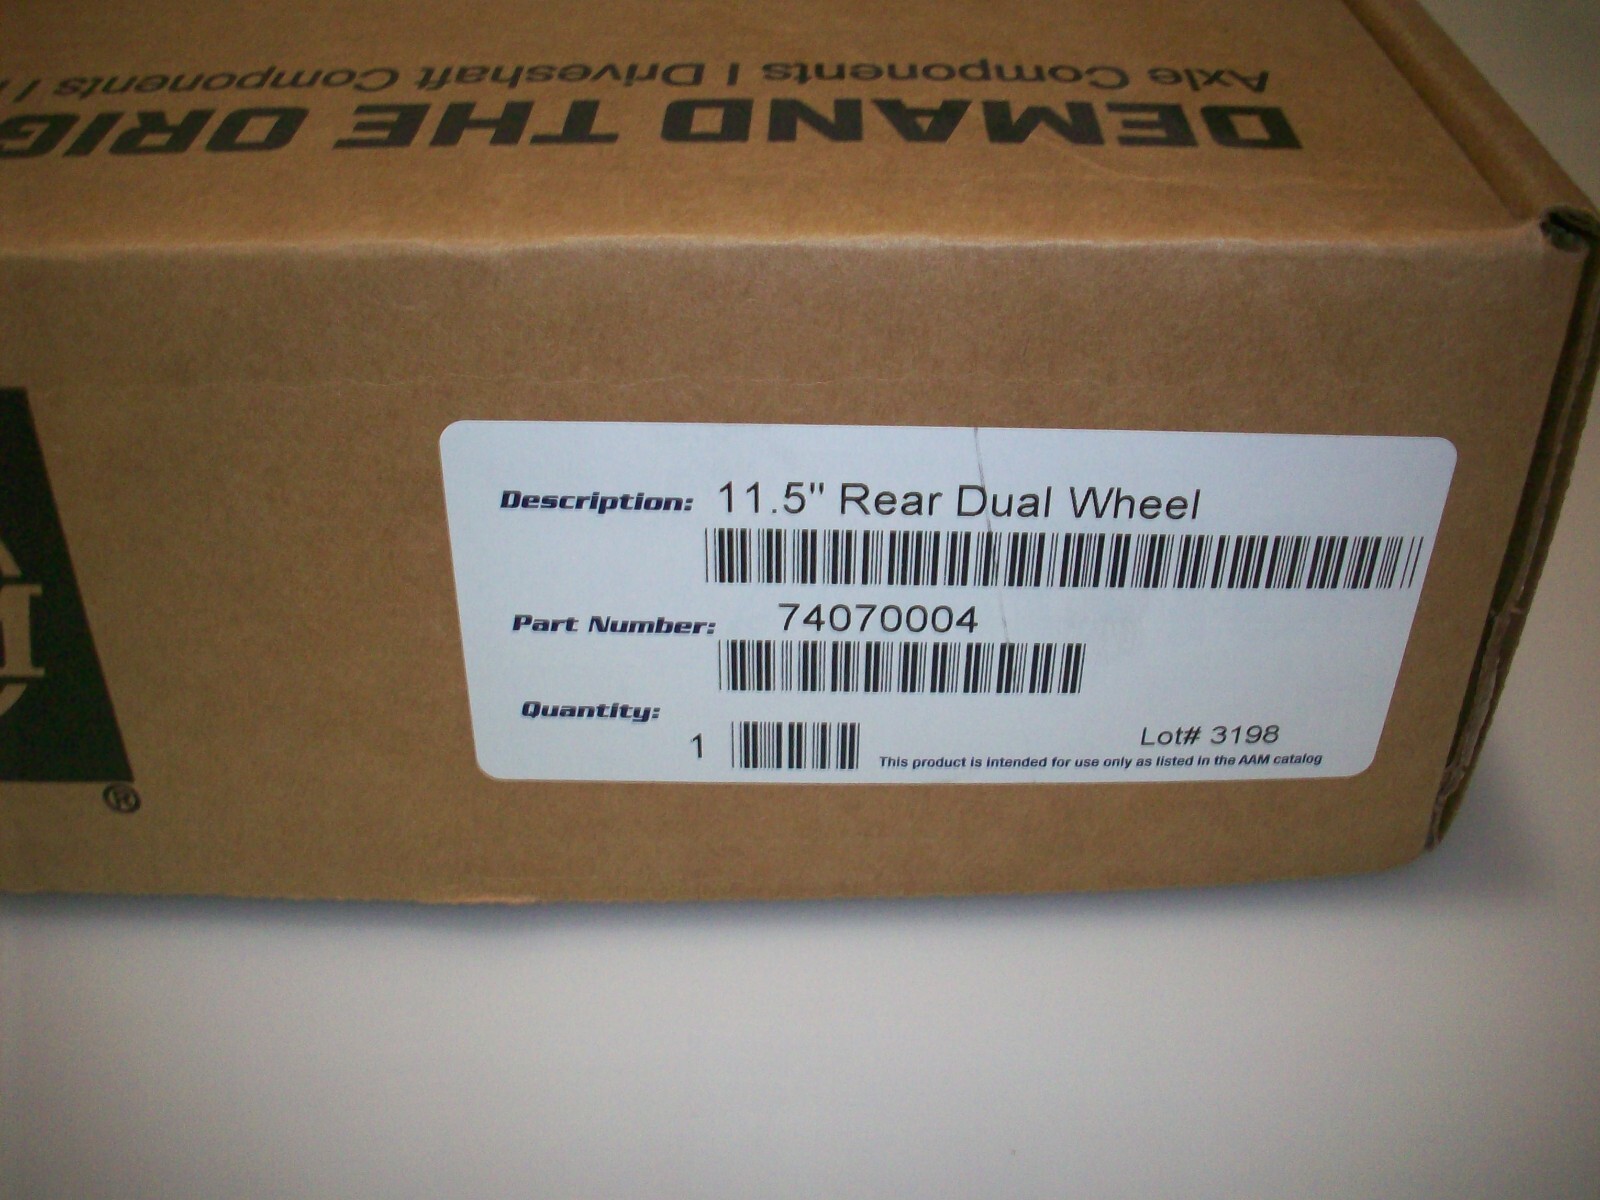 Axle Components | Driveshaft Components |
DEMAND THE ORIG
Description: 11.5" Rear Dual Wheel
Part Number: 74070004
Quantity:
1
Lot# 3198
This product is intended for use only as listed in the AAM catalog
®